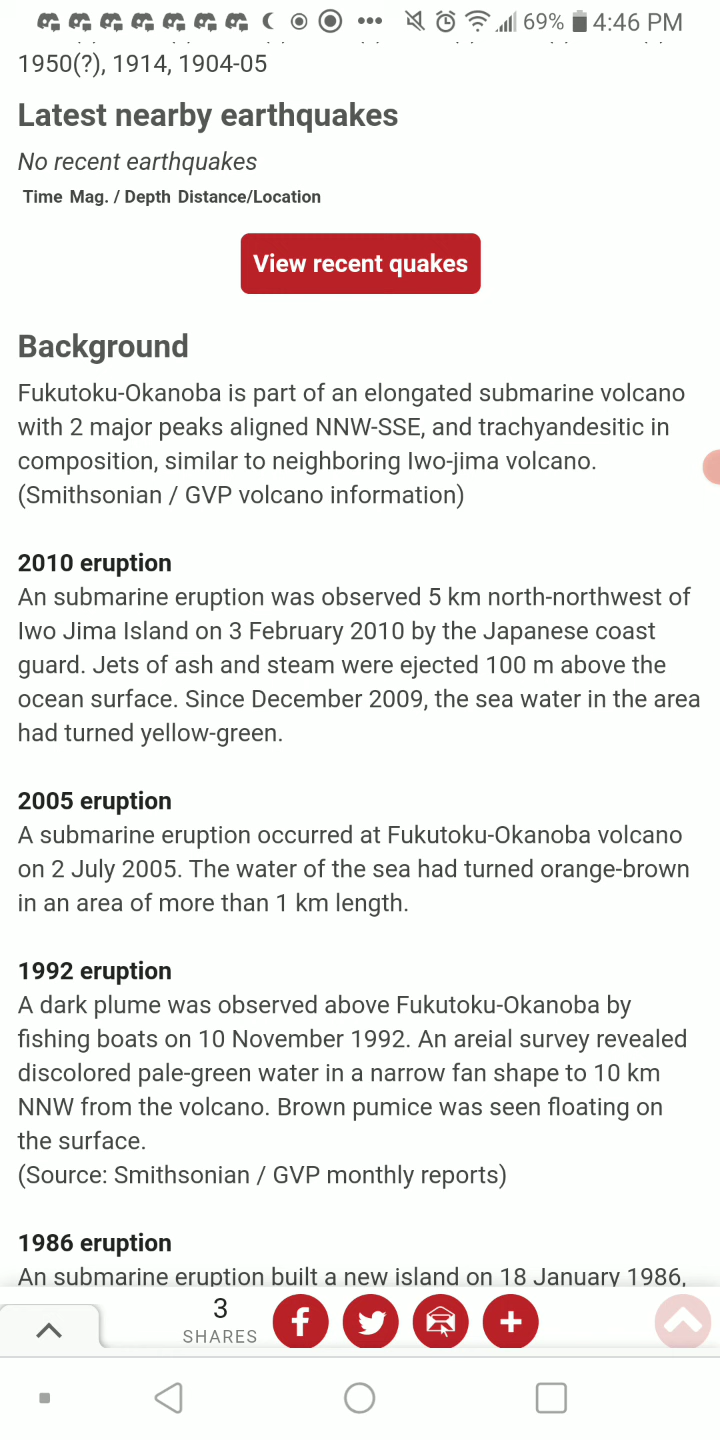 69% 4:46 PM
1950(?), 1914, 1904-05
Latest nearby earthquakes
No recent earthquakes
Time Mag. / Depth Distance/Location
View recent quakes
Background
Fukutoku-Okanoba is part of an elongated submarine volcano
with 2 major peaks aligned NNW-SSE, and trachyandesitic in
composition, similar to neighboring Iwo-jima volcano.
(Smithsonian / GVP volcano information)
2010 eruption
An submarine eruption was observed 5 km north-northwest of
Iwo Jima Island on 3 February 2010 by the Japanese coast
guard. Jets of ash and steam were ejected 100 m above the
ocean surface. Since December 2009, the sea water in the area
had turned yellow-green.
2005 eruption
A submarine eruption occurred at Fukutoku-Okanoba volcano
on 2 July 2005. The water of the sea had turned orange-brown
in an area of more than 1 km length.
1992 eruption
A dark plume was observed above Fukutoku-Okanoba by
fishing boats on 10 November 1992. An areial survey revealed
discolored pale-green water in a narrow fan shape to 10 km
NNW from the volcano. Brown pumice was seen floating on
the surface.
(Source: Smithsonian / GVP monthly reports)
1986 eruption
An submarine eruption built a new island on 18 January 1986,
3
SHARES